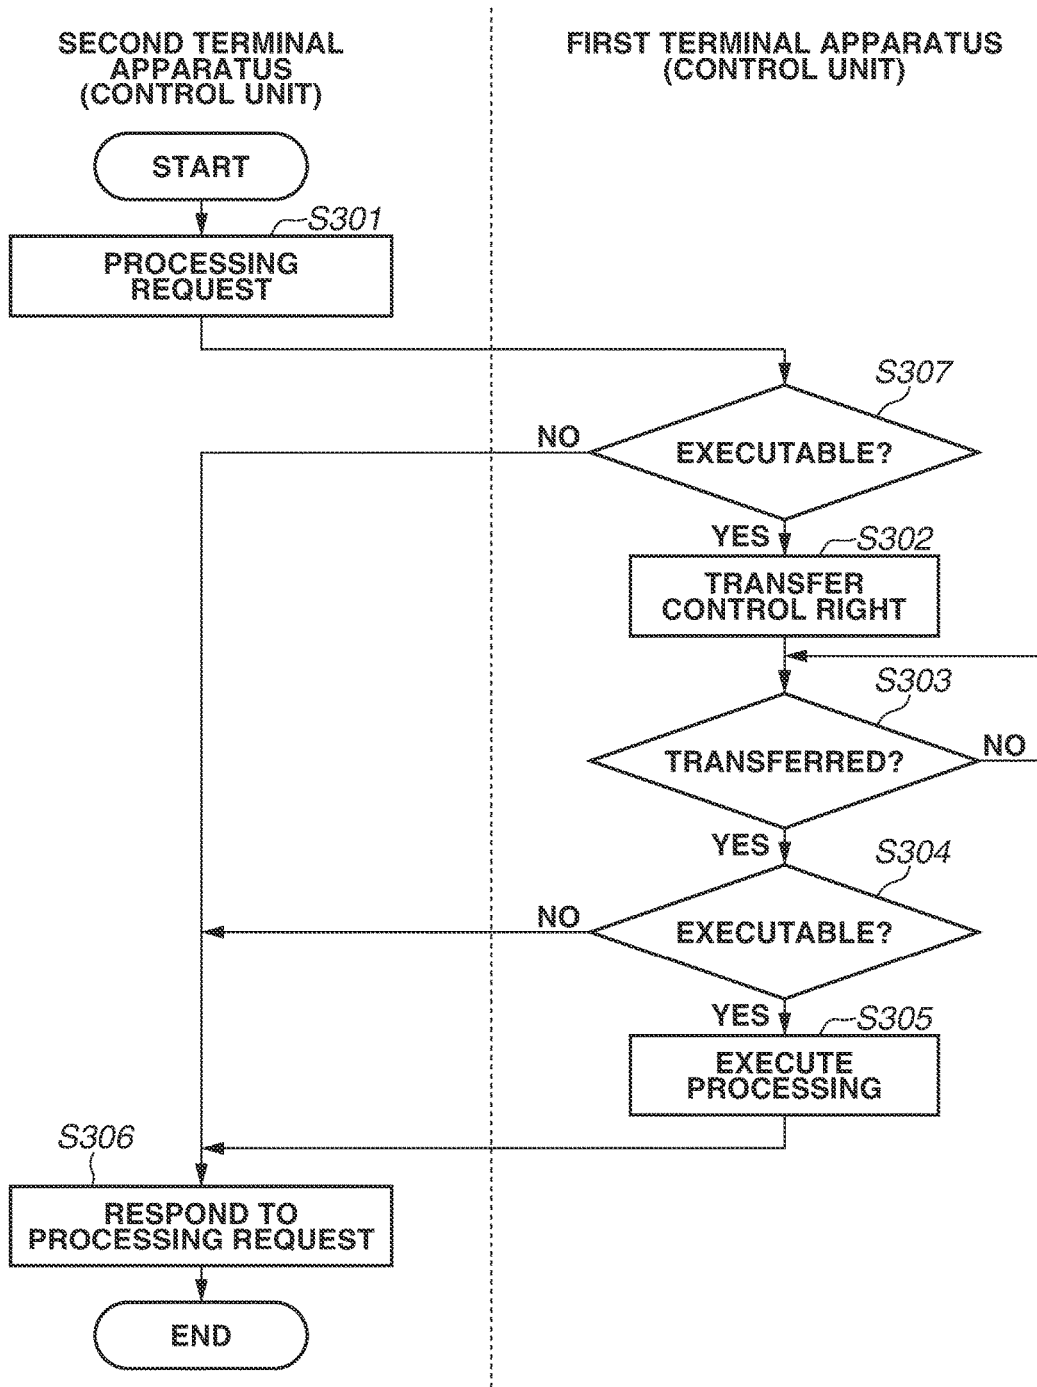 SECOND TERMINAL
APPARATUS
(CONTROL UNIT)
FIRST TERMINAL APPARATUS
(CONTROL UNIT)
START
S301
PROCESSING
REQUEST
S307
NO
EXECUTABLE?
YES
S302
TRANSFER
CONTROL RIGHT
S303
TRANSFERRED?
NO
YES
S304
NO
EXECUTABLE?
YES
S305
EXECUTE
PROCESSING
S306
RESPOND TO
PROCESSING REQUEST
END